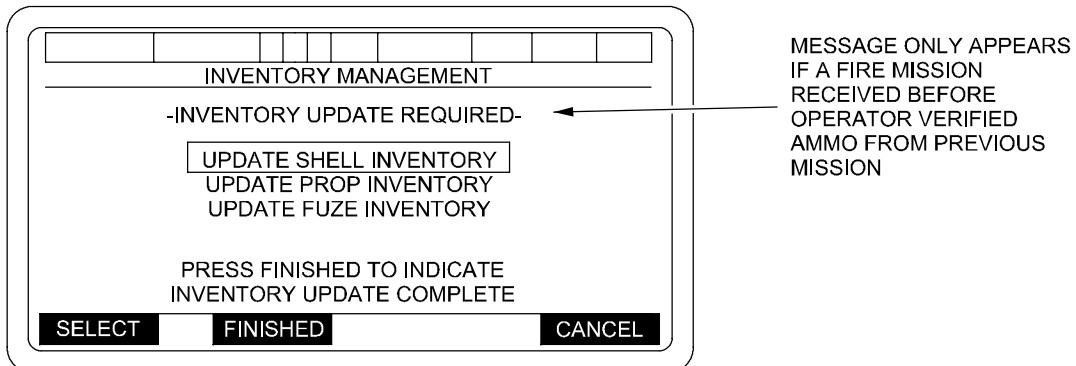 INVENTORY MANAGEMENT
-INVENTORY UPDATE REQUIRED-
UPDATE SHELL INVENTORY
UPDATE PROP INVENTORY
UPDATE FUZE INVENTORY
PRESS FINISHED TO INDICATE
INVENTORY UPDATE COMPLETE
SELECT FINISHED CANCEL
MESSAGE ONLY APPEARS
IF A FIRE MISSION
RECEIVED BEFORE
OPERATOR VERIFIED
AMMO FROM PREVIOUS
MISSION